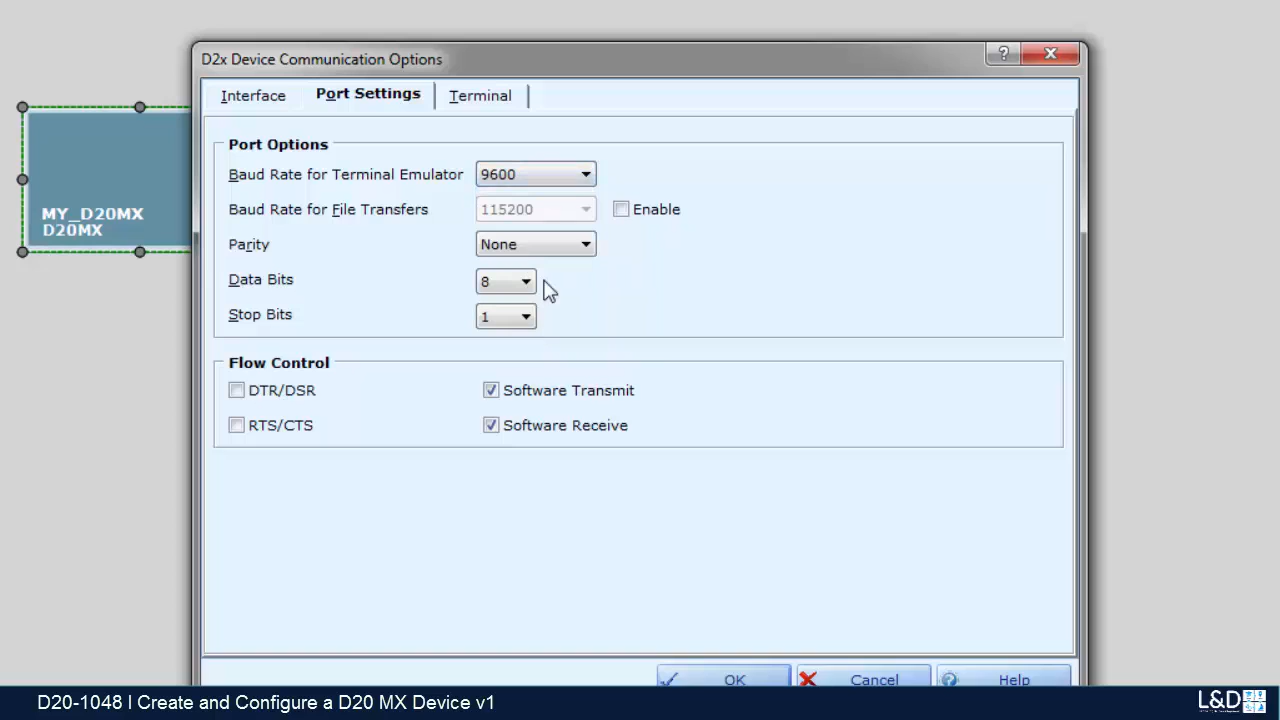 D2x Device Communication Options
?
Interface Port Settings Terminal
Port Options
Baud Rate for Terminal Emulator 9600
Baud Rate for File Transfers 115200 Enable
Parity None
Data Bits 8
Stop Bits 1
Flow Control
DTR/DSR Software Transmit
RTS/CTS Software Receive
MY_D20MX
D20MX
OK Cancel Help
D20-1048 l Create and Configure a D20 MX Device v1
L&D